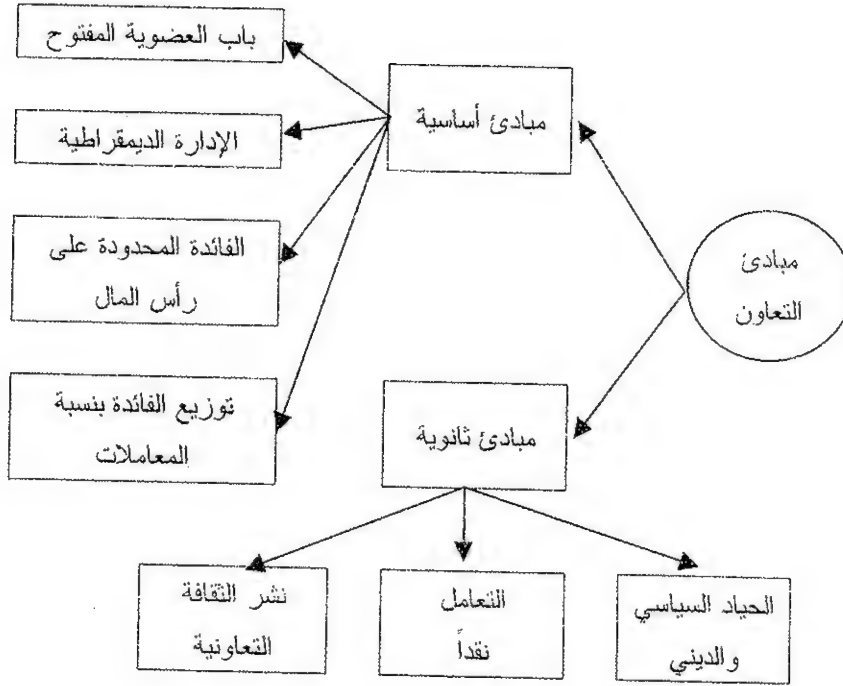 مبادئ
التعاون
مبادئ أساسية
باب العضوية المفتوح
الإدارة الديمقراطية
الفائدة المحدودة على
رأس المال
توزيع الفائدة بنسبة
المعاملات
مبادئ ثانوية
الحياد السياسي
والديني
التعامل
نقداً
نشر الثقافة
التعاونية